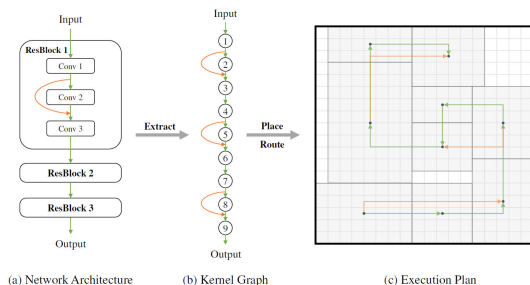 Input
ResBlock 1
Conv 1
Conv 2
Conv 3
ResBlock 2
ResBlock 3
Output
(a) Network Architecture
Extract
Input
1
2
3
4
5
6
7
8
9
Output
(b) Kernel Graph
Place
Route
(c) Execution Plan